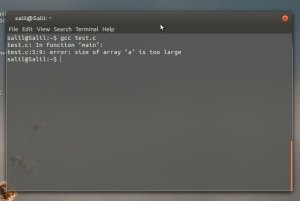 salil@Salil: ~
File Edit View Search Terminal Help
salil@Salil:~$ gcc test.c
test.c: In function 'main':
test.c:5:9: error: size of array 'a' is too large
salil@Salil:~$